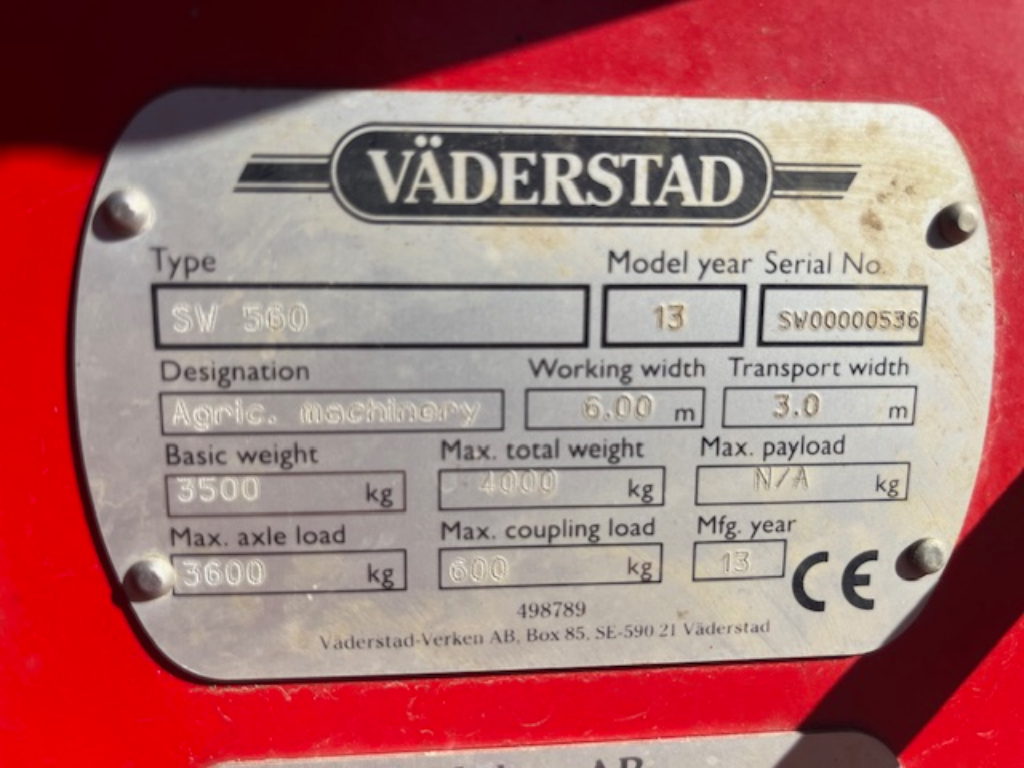 VÄDERSTAD
Type Model year Serial No.
SW 560 13 SW00000536
Designation Working width Transport width
Agric. machinery 6.00 m 3.0 m
Basic weight Max. total weight Max. payload
3500 kg 4000 kg N/A kg
Max. axle load Max. coupling load Mfg. year
3600 kg 600 kg 13 CE
498789
Väderstad-Verken AB, Box 85, SE-590 21 Väderstad
AB